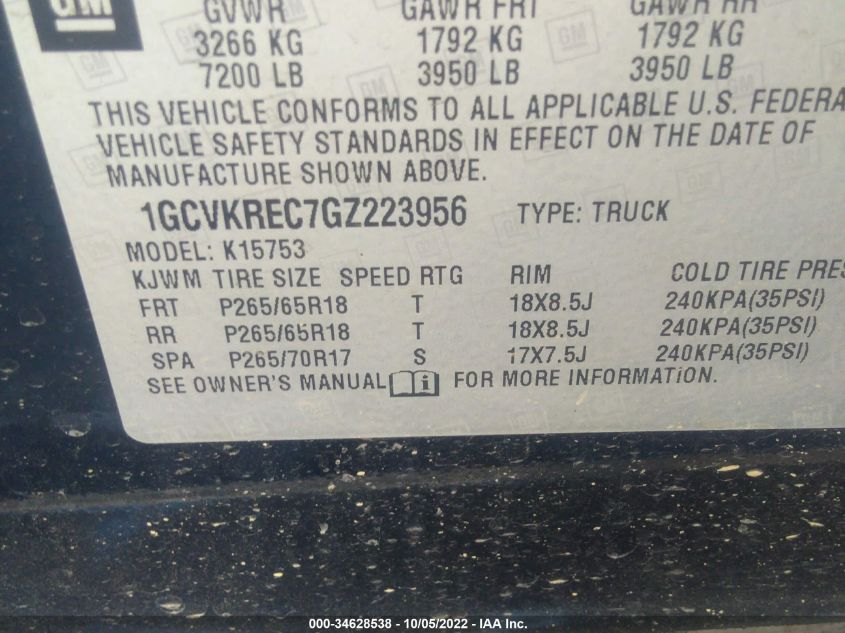 GM
GVWR GAWR FRT GAWR RR
3266 KG 1792 KG 1792 KG
7200 LB 3950 LB 3950 LB
THIS VEHICLE CONFORMS TO ALL APPLICABLE U.S. FEDERA
VEHICLE SAFETY STANDARDS IN EFFECT ON THE DATE OF
MANUFACTURE SHOWN ABOVE.
1GCVKREC7GZ223956 TYPE: TRUCK
MODEL: K15753
KJWM TIRE SIZE SPEED RTG RIM COLD TIRE PRES
FRT P265/65R18 T 18X8.5J 240KPA(35PSI)
RR P265/65R18 T 18X8.5J 240KPA(35PSI)
SPA P265/70R17 S 17X7.5J 240KPA(35PSI)
SEE OWNER'S MANUAL i FOR MORE INFORMATION.
000-34628538 - 10/05/2022 - IAA Inc.